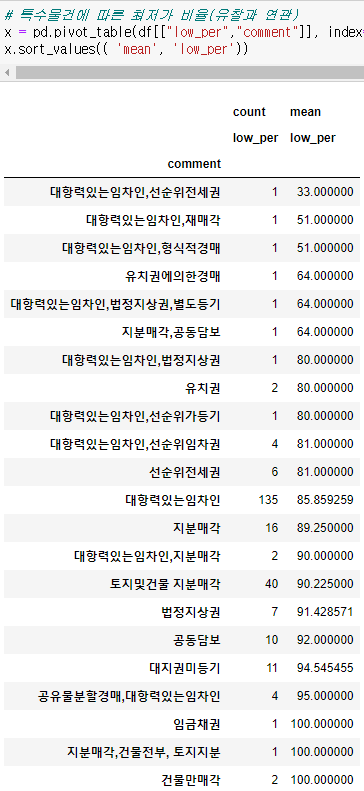 # 특수물건에 따른 최저가 비율(유찰과 연관)
x = pd.pivot_table(df[["low_per","comment"]], index=
x.sort_values(( 'mean', 'low_per'))
count mean
low_per low_per
comment
대항력있는임차인,선순위전세권 1 33.000000
대항력있는임차인,재매각 1 51.000000
대항력있는임차인,형식적경매 1 51.000000
유치권에의한경매 1 64.000000
대항력있는임차인,법정지상권,별도등기 1 64.000000
지분매각,공동담보 1 64.000000
대항력있는임차인,법정지상권 1 80.000000
유치권 2 80.000000
대항력있는임차인,선순위가등기 1 80.000000
대항력있는임차인,선순위임차권 4 81.000000
선순위전세권 6 81.000000
대항력있는임차인 135 85.859259
지분매각 16 89.250000
대항력있는임차인,지분매각 2 90.000000
토지및건물 지분매각 40 90.225000
법정지상권 7 91.428571
공동담보 10 92.000000
대지권미등기 11 94.545455
공유물분할경매,대항력있는임차인 4 95.000000
임금채권 1 100.000000
지분매각,건물전부, 토지지분 1 100.000000
건물만매각 2 100.000000